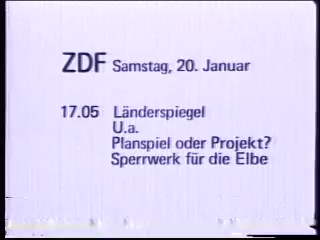 ZDF Samstag, 20. Januar
17.05 Länderspiegel
U.a.
Planspiel oder Projekt?
Sperrwerk für die Elbe